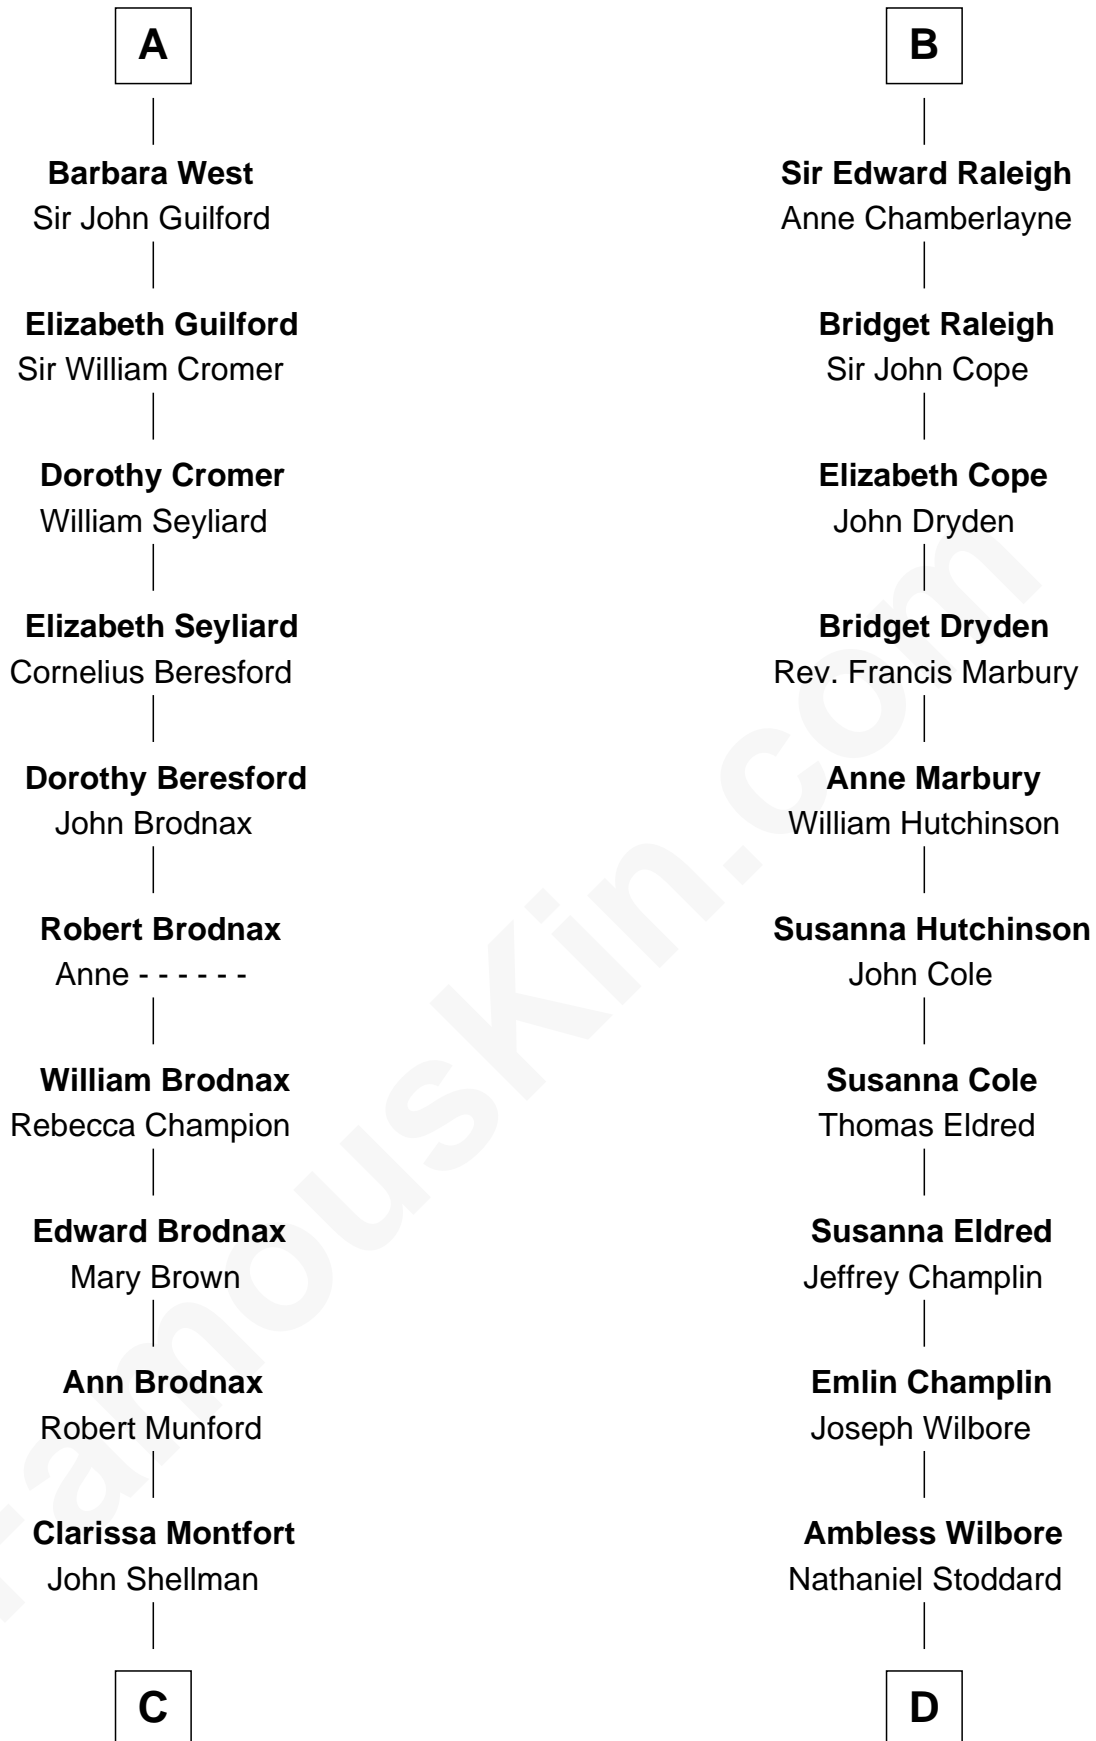 A
Barbara West
Sir John Guilford
Elizabeth Guilford
Sir William Cromer
Dorothy Cromer
William Seyliard
Elizabeth Seyliard
Cornelius Beresford
Dorothy Beresford
John Brodnax
Robert Brodnax
Anne - - - - - -
William Brodnax
Rebecca Champion
Edward Brodnax
Mary Brown
Ann Brodnax
Robert Munford
Clarissa Montfort
John Shellman
C
B
Sir Edward Raleigh
Anne Chamberlayne
Bridget Raleigh
Sir John Cope
Elizabeth Cope
John Dryden
Bridget Dryden
Rev. Francis Marbury
Anne Marbury
William Hutchinson
Susanna Hutchinson
John Cole
Susanna Cole
Thomas Eldred
Susanna Eldred
Jeffrey Champlin
Emlin Champlin
Joseph Wilbore
Ambless Wilbore
Nathaniel Stoddard
D
FamousKin.com